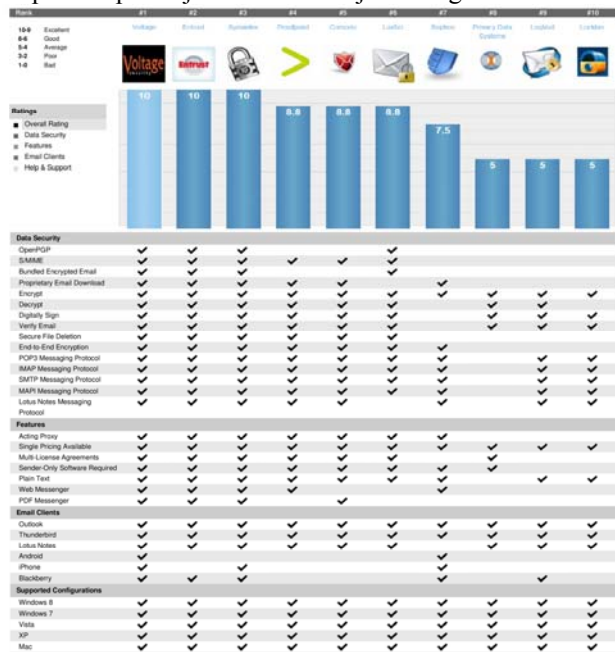 Rank #1 #2 #3 #4 #5 #6 #7 #8 #9 #10
10-9 Excellent
8-6 Good
5-4 Average
3-2 Poor
1-0 Bad
Voltage Entrust Symantec Proofpoint Comodo Sophos Privacy Data Systems LuxMail Lockbin
Voltage
Entrust
Ratings
10 10 10 8.8 8.8 8.8 7.5 5 5 5
Overall Rating
Data Security
Features
Email Clients
Help & Support
Data Security
OpenPGP
S/MIME
Bundled Encrypted Email
Proprietary Email Download
Encrypt
Decrypt
Digitally Sign
Verify Email
Secure File Deletion
End-to-End Encryption
POP3 Messaging Protocol
IMAP Messaging Protocol
SMTP Messaging Protocol
MAPI Messaging Protocol
Lotus Notes Messaging
Protocol
Features
Acting Proxy
Single Pricing Available
Multi-License Agreements
Sender-Only Software Required
Plain Text
Web Messenger
PDF Messenger
Email Clients
Outlook
Thunderbird
Lotus Notes
Android
iPhone
Blackberry
Supported Configurations
Windows 8
Windows 7
Vista
XP
Mac